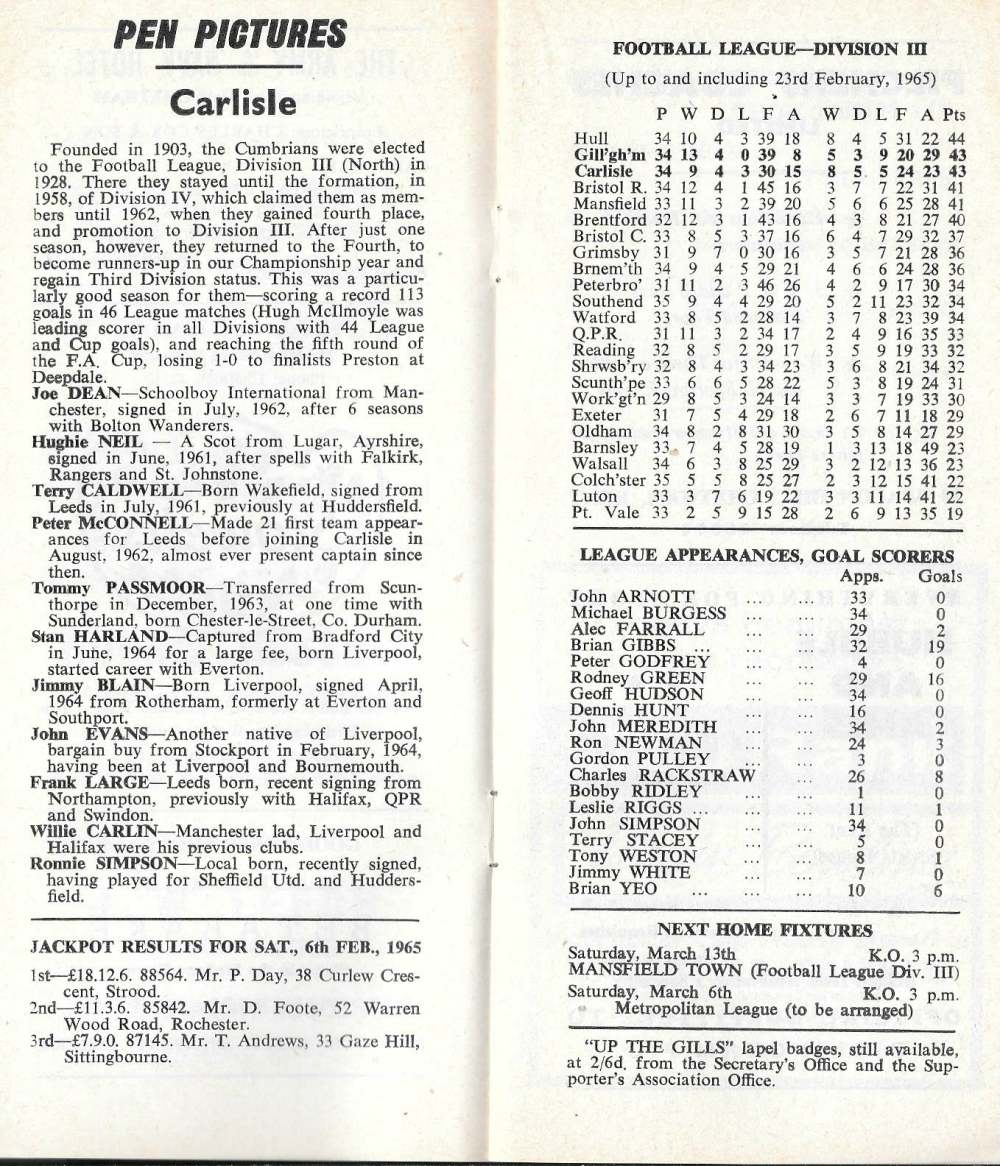 PEN PICTURES
Carlisle
Founded in 1903, the Cumbrians were elected
to the Football League, Division III (North) in
1928. There they stayed until the formation, in
1958, of Division IV, which claimed them as mem-
bers until 1962, when they gained fourth place,
and promotion to Division III. After just one
season, however, they returned to the Fourth, to
become runners-up in our Championship year and
regain Third Division status. This was a particu-
larly good season for them—scoring a record 113
goals in 46 League matches (Hugh McIlmoyle was
leading scorer in all Divisions with 44 League
and Cup goals), and reaching the fifth round of
the F.A. Cup, losing 1-0 to finalists Preston at
Deepdale.
Joe DEAN—Schoolboy International from Man-
chester, signed in July, 1962, after 6 seasons
with Bolton Wanderers.
Hughie NEIL — A Scot from Lugar, Ayrshire,
signed in June, 1961, after spells with Falkirk,
Rangers and St. Johnstone.
Terry CALDWELL—Born Wakefield, signed from
Leeds in July, 1961, previously at Huddersfield.
Peter McCONNELL—Made 21 first team appear-
ances for Leeds before joining Carlisle in
August, 1962, almost ever present captain since
then.
Tommy PASSMOOR—Transferred from Scun-
thorpe in December, 1963, at one time with
Sunderland, born Chester-le-Street, Co. Durham.
Stan HARLAND—Captured from Bradford City
in June, 1964 for a large fee, born Liverpool,
started career with Everton.
Jimmy BLAIN—Born Liverpool, signed April,
1964 from Rotherham, formerly at Everton and
Southport.
John EVANS—Another native of Liverpool,
bargain buy from Stockport in February, 1964,
having been at Liverpool and Bournemouth.
Frank LARGE—Leeds born, recent signing from
Northampton, previously with Halifax, QPR
and Swindon.
Willie CARLIN—Manchester lad, Liverpool and
Halifax were his previous clubs.
Ronnie SIMPSON—Local born, recently signed,
having played for Sheffield Utd. and Hudders-
field.
JACKPOT RESULTS FOR SAT., 6th FEB., 1965
1st—£18.12.6. 88564. Mr. P. Day, 38 Curlew Cres-
cent, Strood.
2nd—£11.3.6. 85842. Mr. D. Foote, 52 Warren
Wood Road, Rochester.
3rd—£7.9.0. 87145. Mr. T. Andrews, 33 Gaze Hill,
Sittingbourne.
FOOTBALL LEAGUE—DIVISION III
(Up to and including 23rd February, 1965)
P W D L F A W D L F A Pts
Hull 34 10 4 3 39 18 8 4 5 31 22 44
Gill'gh'm 34 13 4 0 39 8 5 3 9 20 29 43
Carlisle 34 9 4 3 30 15 8 5 5 24 23 43
Bristol R. 34 12 4 1 45 16 3 7 7 22 31 41
Mansfield 33 11 3 2 39 20 5 6 6 25 28 41
Brentford 32 12 3 1 43 16 4 3 8 21 27 40
Bristol C. 33 8 5 3 37 16 6 4 7 29 32 37
Grimsby 31 9 7 0 30 16 3 5 7 21 28 36
Brnem'th 34 9 4 5 29 21 4 6 6 24 28 36
Peterbro' 31 11 2 3 46 26 4 2 9 17 30 34
Southend 35 9 4 4 29 20 5 2 11 23 32 34
Watford 33 8 5 2 28 14 3 7 8 23 39 34
Q.P.R. 31 11 3 2 34 17 2 4 9 16 35 33
Reading 32 8 5 2 29 17 3 5 9 19 33 32
Shrwsb'ry 32 8 4 3 34 23 3 6 8 21 34 32
Scunth'pe 33 6 6 5 28 22 5 3 8 19 24 31
Work'gt'n 29 8 5 3 24 14 3 3 7 19 33 30
Exeter 31 7 5 4 29 18 2 6 7 11 18 29
Oldham 34 8 2 8 31 30 3 5 8 14 27 29
Barnsley 33 7 4 5 28 19 1 3 13 18 49 23
Walsall 34 6 3 8 25 29 3 2 12 13 36 23
Colch'ster 35 5 5 8 25 27 2 3 12 15 41 22
Luton 33 3 7 6 19 22 3 3 11 14 41 22
Pt. Vale 33 2 5 9 15 28 2 6 9 13 35 19
LEAGUE APPEARANCES, GOAL SCORERS
Apps. Goals
John ARNOTT ... ... 33 0
Michael BURGESS ... ... 34 0
Alec FARRALL ... ... 29 2
Brian GIBBS ... ... ... 32 19
Peter GODFREY ... ... 4 0
Rodney GREEN ... ... 29 16
Geoff HUDSON ... ... 34 0
Dennis HUNT ... ... 16 0
John MEREDITH ... ... 34 2
Ron NEWMAN ... ... 24 3
Gordon PULLEY ... ... 3 0
Charles RACKSTRAW ... 26 8
Bobby RIDLEY ... ... 1 0
Leslie RIGGS ... ... ... 11 1
John SIMPSON ... ... 34 0
Terry STACEY ... ... 5 0
Tony WESTON ... ... 8 1
Jimmy WHITE ... ... 7 0
Brian YEO ... ... ... 10 6
NEXT HOME FIXTURES
Saturday, March 13th K.O. 3 p.m.
MANSFIELD TOWN (Football League Div. III)
Saturday, March 6th K.O. 3 p.m.
Metropolitan League (to be arranged)
"UP THE GILLS" lapel badges, still available,
at 2/6d. from the Secretary's Office and the Sup-
porter's Association Office.